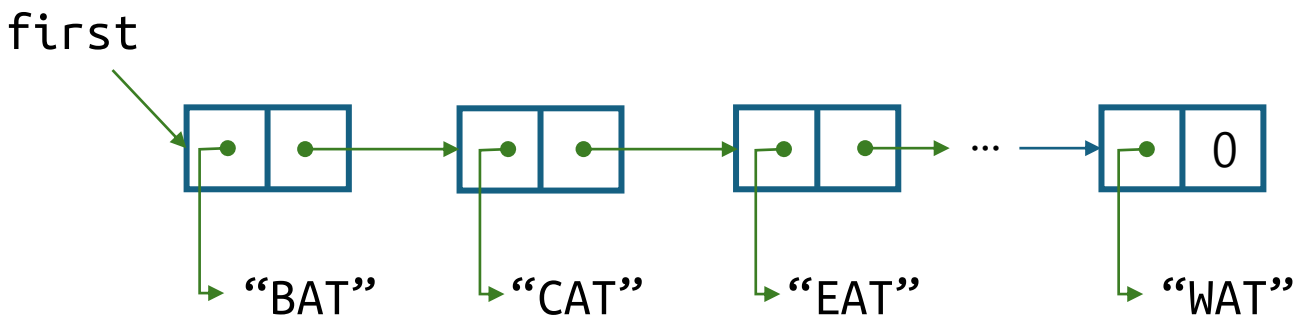 first
... 0
“BAT” “CAT” “EAT” “WAT”